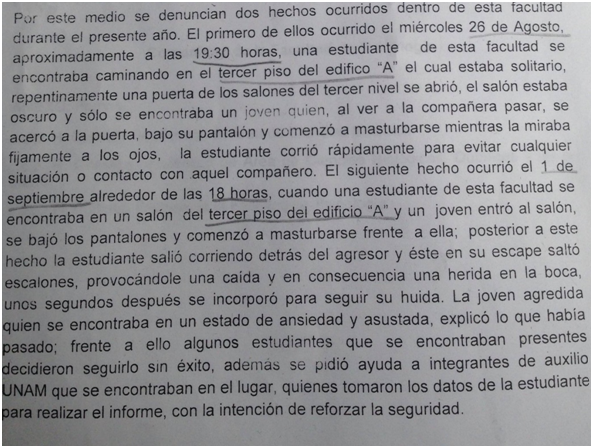 Por este medio se denuncian dos hechos ocurridos dentro de esta facultad
durante el presente año. El primero de ellos ocurrido el miércoles 26 de Agosto,
aproximadamente a las 19:30 horas, una estudiante de esta facultad se
encontraba caminando en el tercer piso del edifico “A” el cual estaba solitario,
repentinamente una puerta de los salones del tercer nivel se abrió, el salón estaba
oscuro y sólo se encontraba un joven quien, al ver a la compañera pasar, se
acercó a la puerta, bajo su pantalón y comenzó a masturbarse mientras la miraba
fijamente a los ojos, la estudiante corrió rápidamente para evitar cualquier
situación o contacto con aquel compañero. El siguiente hecho ocurrió el 1 de
septiembre alrededor de las 18 horas, cuando una estudiante de esta facultad se
encontraba en un salón del tercer piso del edificio “A” y un joven entró al salón,
se bajó los pantalones y comenzó a masturbarse frente a ella; posterior a este
hecho la estudiante salió corriendo detrás del agresor y éste en su escape saltó
escalones, provocándole una caída y en consecuencia una herida en la boca,
unos segundos después se incorporó para seguir su huida. La joven agredida
quien se encontraba en un estado de ansiedad y asustada, explicó lo que había
pasado; frente a ello algunos estudiantes que se encontraban presentes
decidieron seguirlo sin éxito, además se pidió ayuda a integrantes de auxilio
UNAM que se encontraban en el lugar, quienes tomaron los datos de la estudiante
para realizar el informe, con la intención de reforzar la seguridad.